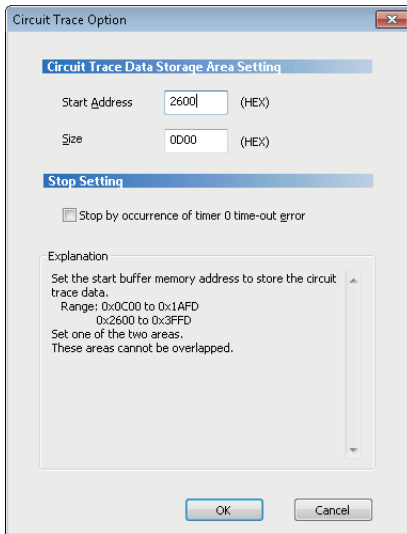 Circuit Trace Option
Circuit Trace Data Storage Area Setting
Start Address 2600 (HEX)
Size 0D00 (HEX)
Stop Setting
Stop by occurrence of timer 0 time-out error
Explanation
Set the start buffer memory address to store the circuit
trace data.
Range: 0x0C00 to 0x1AFD
0x2600 to 0x3FFD
Set one of the two areas.
These areas cannot be overlapped.
OK Cancel